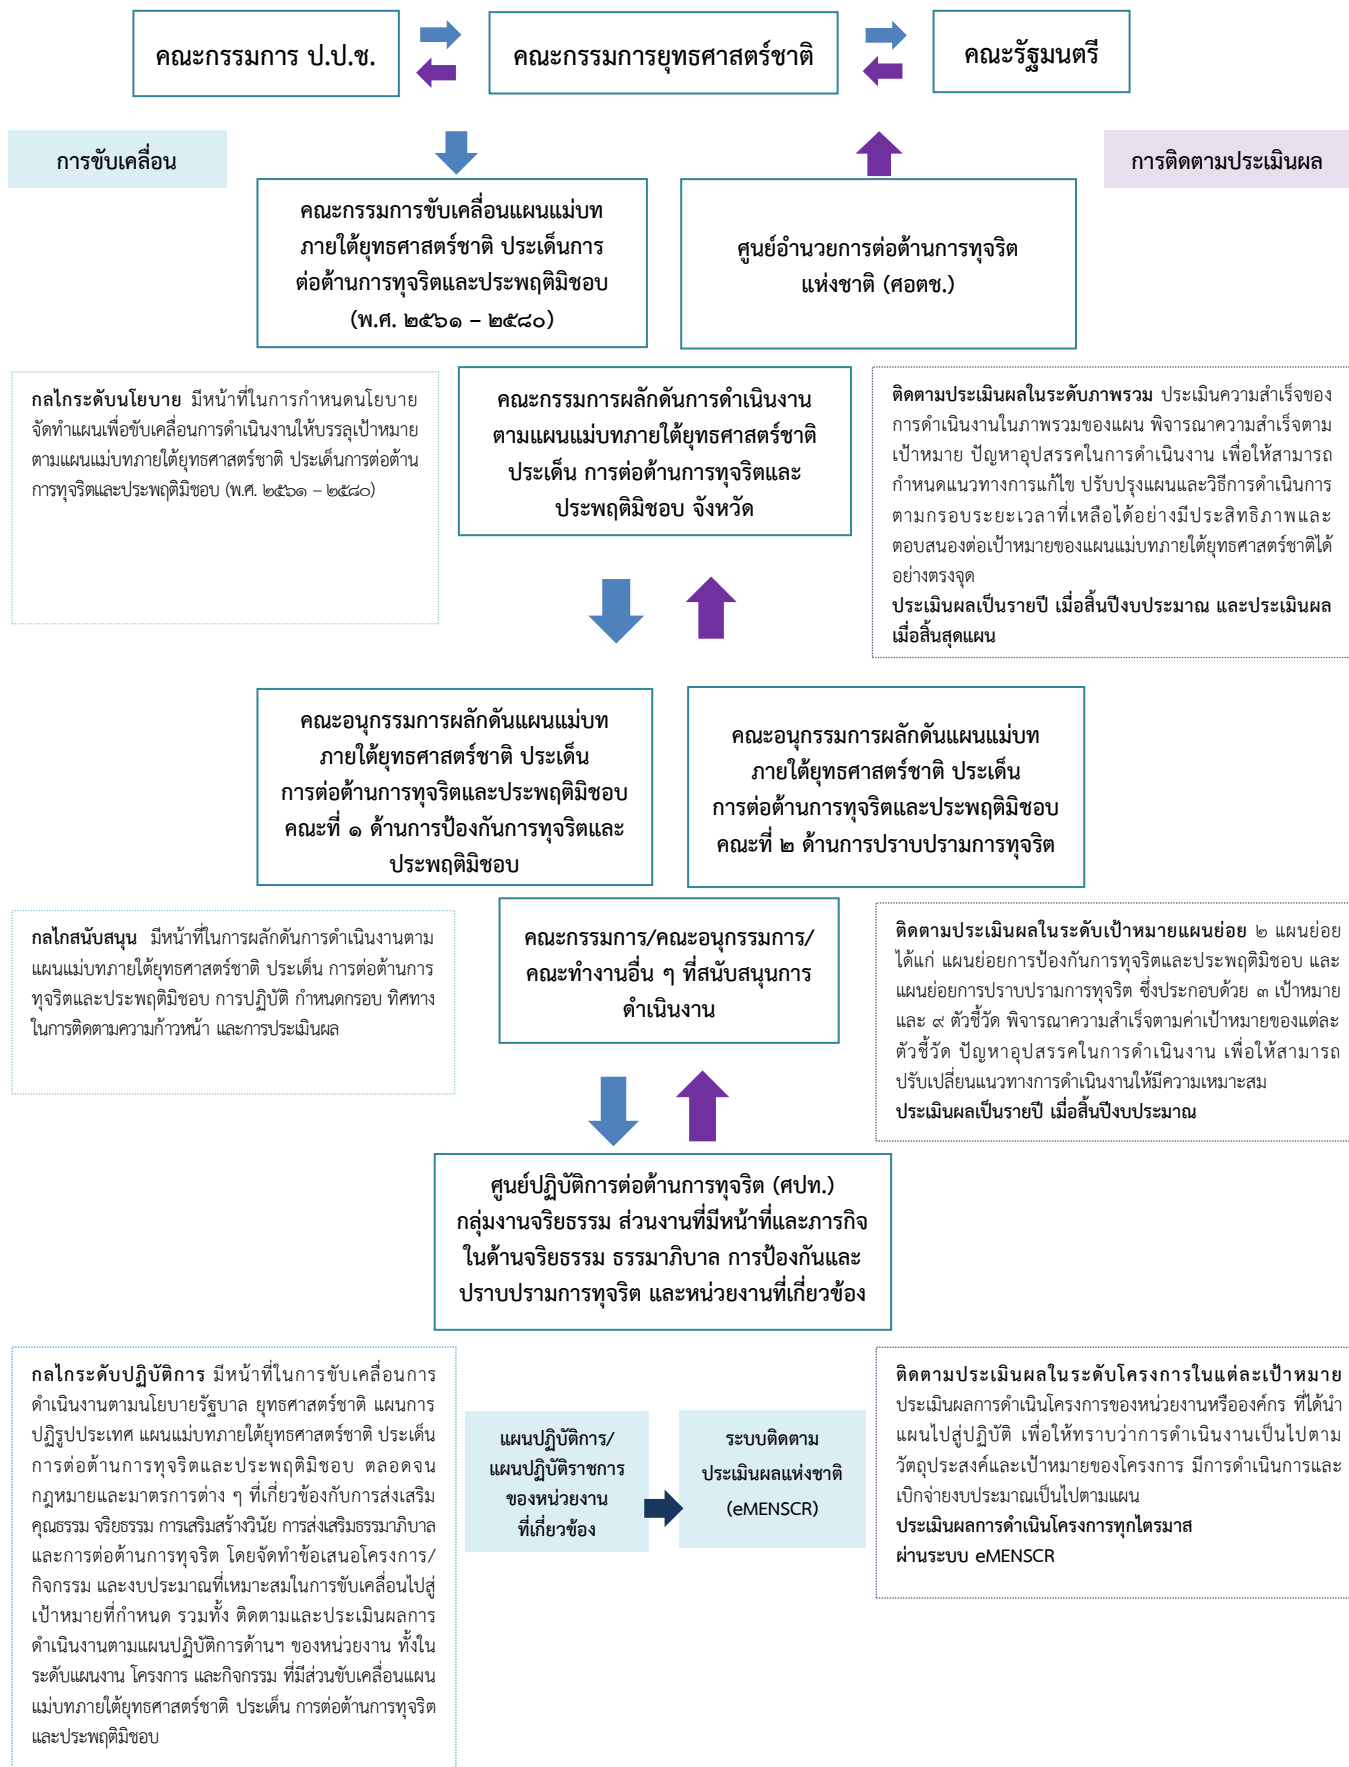 คณะกรรมการ ป.ป.ช.
คณะกรรมการยุทธศาสตร์ชาติ
คณะรัฐมนตรี
การขับเคลื่อน
การติดตามประเมินผล
คณะกรรมการขับเคลื่อนแผนแม่บท
ภายใต้ยุทธศาสตร์ชาติ ประเด็นการ
ต่อต้านการทุจริตและประพฤติมิชอบ
(พ.ศ. ๒๕๖๑ – ๒๕๘๐)
ศูนย์อำนวยการต่อต้านการทุจริต
แห่งชาติ (ศอตช.)
กลไกระดับนโยบาย มีหน้าที่ในการกำหนดนโยบาย
จัดทำแผนเพื่อขับเคลื่อนการดำเนินงานให้บรรลุเป้าหมาย
ตามแผนแม่บทภายใต้ยุทธศาสตร์ชาติ ประเด็นการต่อต้าน
การทุจริตและประพฤติมิชอบ (พ.ศ. ๒๕๖๑ – ๒๕๘๐)
คณะกรรมการผลักดันการดำเนินงาน
ตามแผนแม่บทภายใต้ยุทธศาสตร์ชาติ
ประเด็น การต่อต้านการทุจริตและ
ประพฤติมิชอบ จังหวัด
ติดตามประเมินผลในระดับภาพรวม ประเมินความสำเร็จของ
การดำเนินงานในภาพรวมของแผน พิจารณาความสำเร็จตาม
เป้าหมาย ปัญหาอุปสรรคในการดำเนินงาน เพื่อให้สามารถ
กำหนดแนวทางการแก้ไข ปรับปรุงแผนและวิธีการดำเนินการ
ตามกรอบระยะเวลาที่เหลือได้อย่างมีประสิทธิภาพและ
ตอบสนองต่อเป้าหมายของแผนแม่บทภายใต้ยุทธศาสตร์ชาติได้
อย่างตรงจุด
ประเมินผลเป็นรายปี เมื่อสิ้นปีงบประมาณ และประเมินผล
เมื่อสิ้นสุดแผน
คณะอนุกรรมการผลักดันแผนแม่บท
ภายใต้ยุทธศาสตร์ชาติ ประเด็น
การต่อต้านการทุจริตและประพฤติมิชอบ
คณะที่ ๑ ด้านการป้องกันการทุจริตและ
ประพฤติมิชอบ
คณะอนุกรรมการผลักดันแผนแม่บท
ภายใต้ยุทธศาสตร์ชาติ ประเด็น
การต่อต้านการทุจริตและประพฤติมิชอบ
คณะที่ ๒ ด้านการปราบปรามการทุจริต
กลไกสนับสนุน มีหน้าที่ในการผลักดันการดำเนินงานตาม
แผนแม่บทภายใต้ยุทธศาสตร์ชาติ ประเด็น การต่อต้านการ
ทุจริตและประพฤติมิชอบ การปฏิบัติ กำหนดกรอบ ทิศทาง
ในการติดตามความก้าวหน้า และการประเมินผล
คณะกรรมการ/คณะอนุกรรมการ/
คณะทำงานอื่น ๆ ที่สนับสนุนการ
ดำเนินงาน
ติดตามประเมินผลในระดับเป้าหมายแผนย่อย ๒ แผนย่อย
ได้แก่ แผนย่อยการป้องกันการทุจริตและประพฤติมิชอบ และ
แผนย่อยการปราบปรามการทุจริต ซึ่งประกอบด้วย ๓ เป้าหมาย
และ ๙ ตัวชี้วัด พิจารณาความสำเร็จตามค่าเป้าหมายของแต่ละ
ตัวชี้วัด ปัญหาอุปสรรคในการดำเนินงาน เพื่อให้สามารถ
ปรับเปลี่ยนแนวทางการดำเนินงานให้มีความเหมาะสม
ประเมินผลเป็นรายปี เมื่อสิ้นปีงบประมาณ
ศูนย์ปฏิบัติการต่อต้านการทุจริต (ศปท.)
กลุ่มงานจริยธรรม ส่วนงานที่มีหน้าที่และภารกิจ
ในด้านจริยธรรม ธรรมาภิบาล การป้องกันและ
ปราบปรามการทุจริต และหน่วยงานที่เกี่ยวข้อง
กลไกระดับปฏิบัติการ มีหน้าที่ในการขับเคลื่อนการ
ดำเนินงานตามนโยบายรัฐบาล ยุทธศาสตร์ชาติ แผนการ
ปฏิรูปประเทศ แผนแม่บทภายใต้ยุทธศาสตร์ชาติ ประเด็น
การต่อต้านการทุจริตและประพฤติมิชอบ ตลอดจน
กฎหมายและมาตรการต่าง ๆ ที่เกี่ยวข้องกับการส่งเสริม
คุณธรรม จริยธรรม การเสริมสร้างวินัย การส่งเสริมธรรมาภิบาล
และการต่อต้านการทุจริต โดยจัดทำข้อเสนอโครงการ/
กิจกรรม และงบประมาณที่เหมาะสมในการขับเคลื่อนไปสู่
เป้าหมายที่กำหนด รวมทั้ง ติดตามและประเมินผลการ
ดำเนินงานตามแผนปฏิบัติการด้านฯ ของหน่วยงาน ทั้งใน
ระดับแผนงาน โครงการ และกิจกรรม ที่มีส่วนขับเคลื่อนแผน
แม่บทภายใต้ยุทธศาสตร์ชาติ ประเด็น การต่อต้านการทุจริต
และประพฤติมิชอบ
แผนปฏิบัติการ/
แผนปฏิบัติราชการ
ของหน่วยงาน
ที่เกี่ยวข้อง
ระบบติดตาม
ประเมินผลแห่งชาติ
(eMENSCR)
ติดตามประเมินผลในระดับโครงการในแต่ละเป้าหมาย
ประเมินผลการดำเนินโครงการของหน่วยงานหรือองค์กร ที่ได้นำ
แผนไปสู่ปฏิบัติ เพื่อให้ทราบว่าการดำเนินงานเป็นไปตาม
วัตถุประสงค์และเป้าหมายของโครงการ มีการดำเนินการและ
เบิกจ่ายงบประมาณเป็นไปตามแผน
ประเมินผลการดำเนินโครงการทุกไตรมาส
ผ่านระบบ eMENSCR